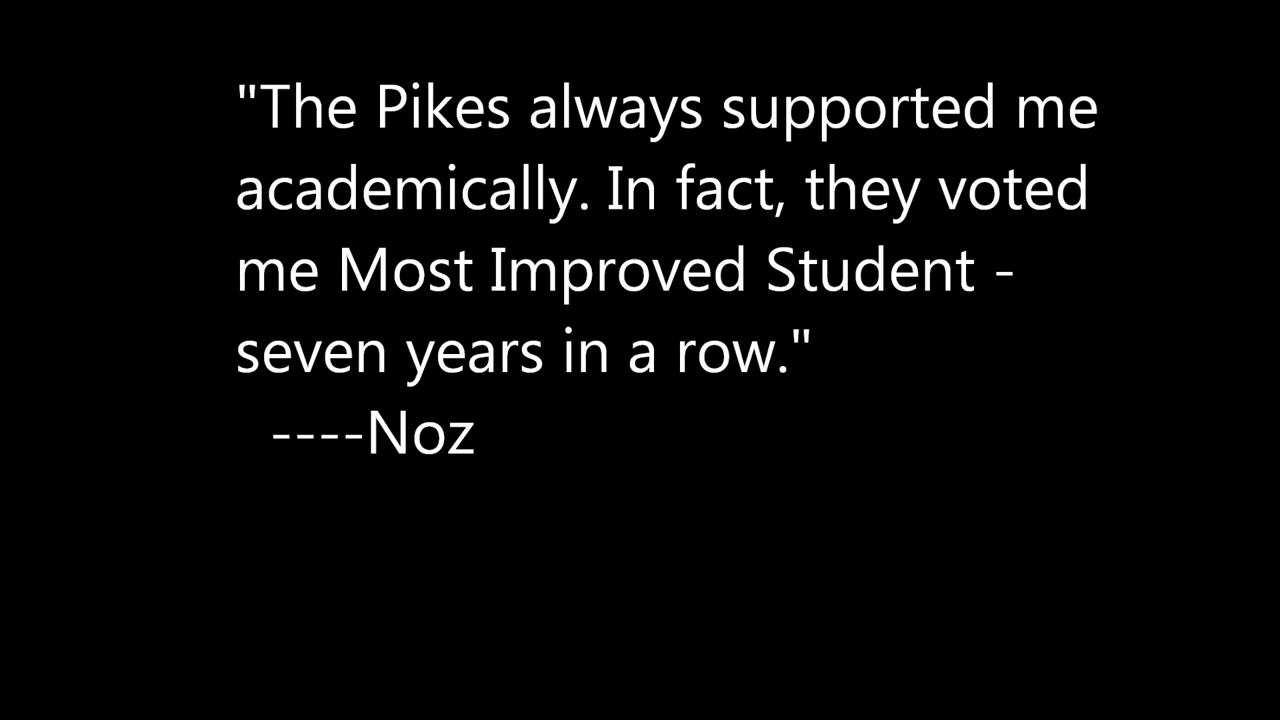 "The Pikes always supported me
academically. In fact, they voted
me Most Improved Student -
seven years in a row."
----Noz